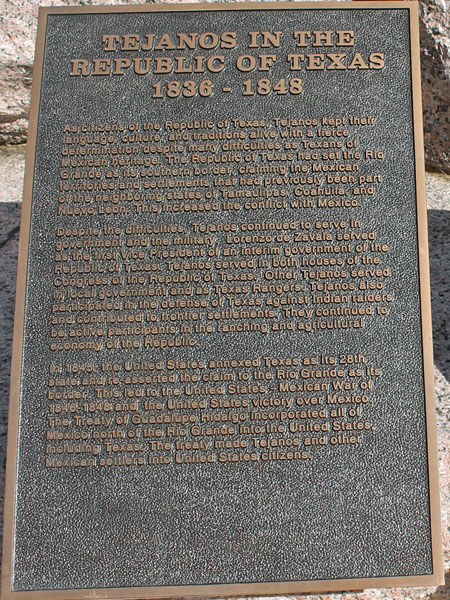 TEJANOS IN THE
REPUBLIC OF TEXAS
1836 - 1848
As citizens of the Republic of Texas, Tejanos kept their
language, culture, and traditions alive with a fierce
determination despite many difficulties as Texans of
Mexican heritage. The Republic of Texas had set the Rio
Grande as its southern border, claiming the Mexican
territories and settlements that had previously been part
of the neighboring states of Tamaulipas, Coahuila, and
Nuevo León. This increased the conflict with Mexico.
Despite the difficulties, Tejanos continued to serve in
government and the military. Lorenzo de Zavala served
as the first Vice President of an interim government of the
Republic of Texas. Tejanos served in both houses of the
Congress of the Republic of Texas. Other Tejanos served
in local government and as Texas Rangers. Tejanos also
participated in the defense of Texas against Indian raiders
and contributed to frontier settlements. They continued to
be active participants in the ranching and agricultural
economy of the Republic.
In 1845, the United States annexed Texas as its 28th
state and re-asserted the claim to the Rio Grande as its
border. This led to the United States, Mexican War of
1846-1848 and the United States victory over Mexico.
The Treaty of Guadalupe Hidalgo incorporated all of
Mexico north of the Rio Grande into the United States,
including Texas. The treaty made Tejanos and other
Mexican settlers into United States citizens.